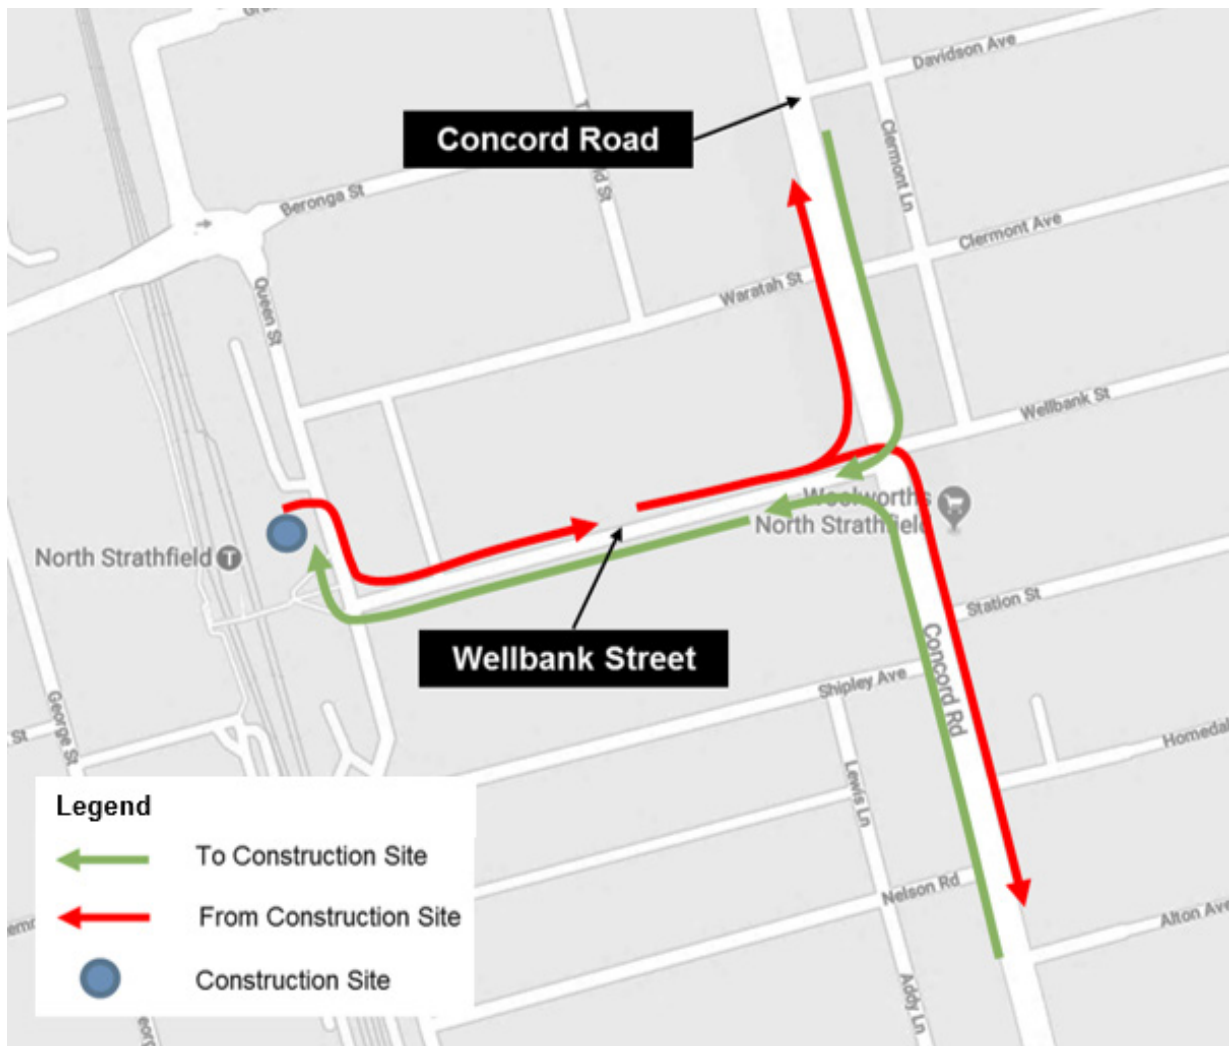 Davidson Ave
Concord Road
Clermont Ln
Beronga St
Clermont Ave
Queen St
Waratah St
Wellbank St
Woolworths
North Strathfield
North Strathfield
T
Station St
Wellbank Street
Concord Rd
Shipley Ave
George St
St
Lewis Ln
Homedal
Legend
To Construction Site
Nelson Rd
From Construction Site
Alton Ave
Construction Site
Addy Ln